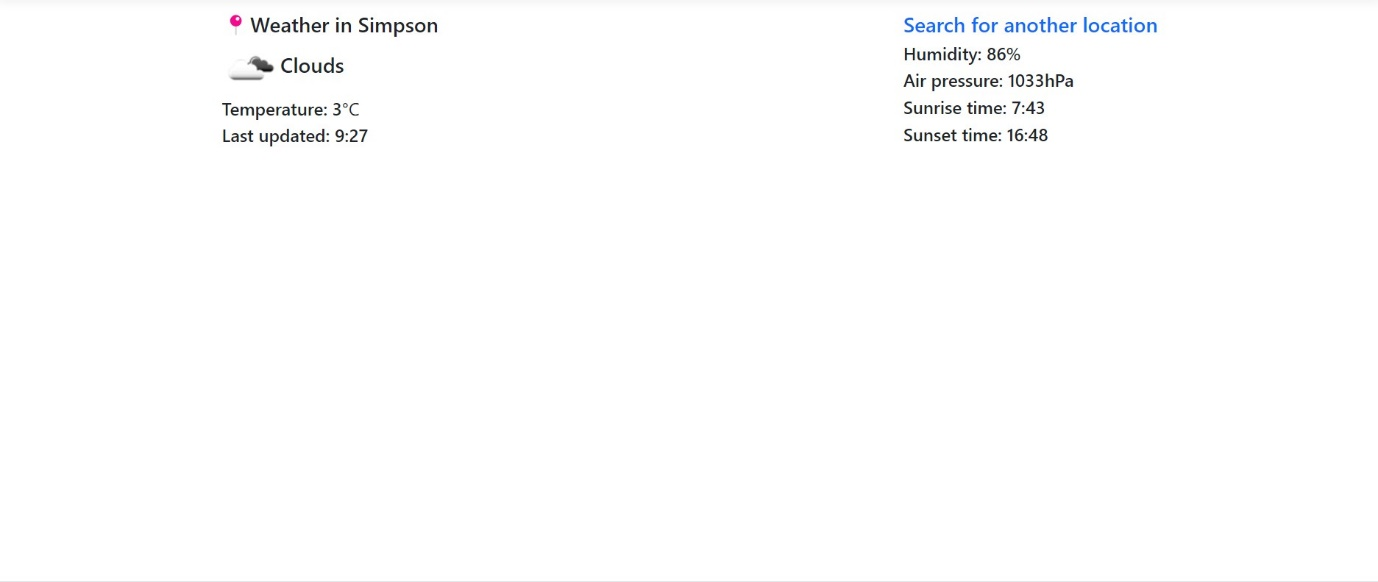 Weather in Simpson
Clouds
Temperature: 3°C
Last updated: 9:27
Search for another location
Humidity: 86%
Air pressure: 1033hPa
Sunrise time: 7:43
Sunset time: 16:48